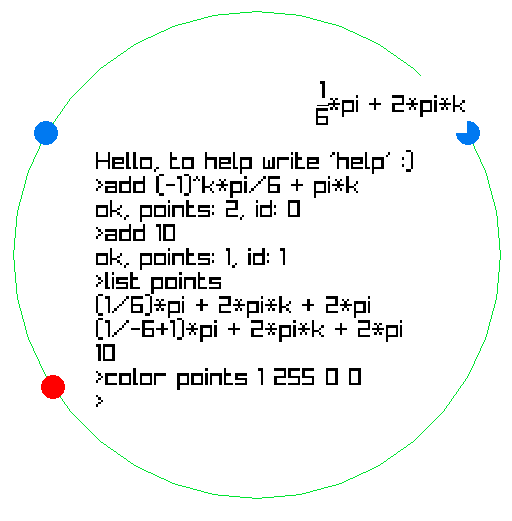 1
6*pi + 2*pi*k
Hello, to help write 'help' :)
>add (-1)^k*pi/6 + pi*k
ok, points: 2, id: 0
>add 10
ok, points: 1, id: 1
>list points
(1/6)*pi + 2*pi*k + 2*pi
(1/-6+1)*pi + 2*pi*k + 2*pi
10
>color points 1 255 0 0
>